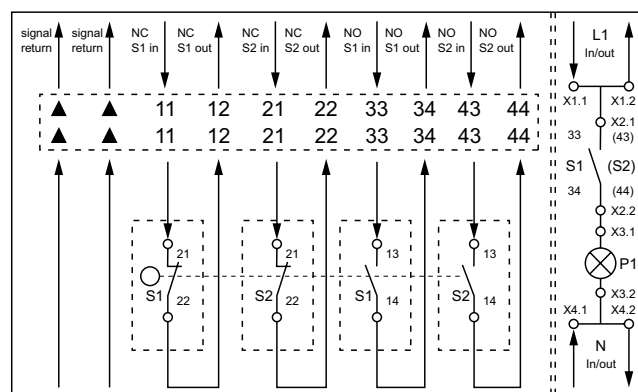 signal return signal return NC S1 in NC S1 out NC S2 in NC S2 out NO S1 in NO S1 out NO S2 in NO S2 out
▲ ▲ 11 12 21 22 33 34 43 44
▲ ▲ 11 12 21 22 33 34 43 44
21 21 13 13
S1 S2 S1 S2
22 22 14 14
L1
In/out
X1.1 X1.2
X2.1
33 (43)
S1 (S2)
34 (44)
X2.2
X3.1
P1
X3.2
X4.1 X4.2
N
In/out